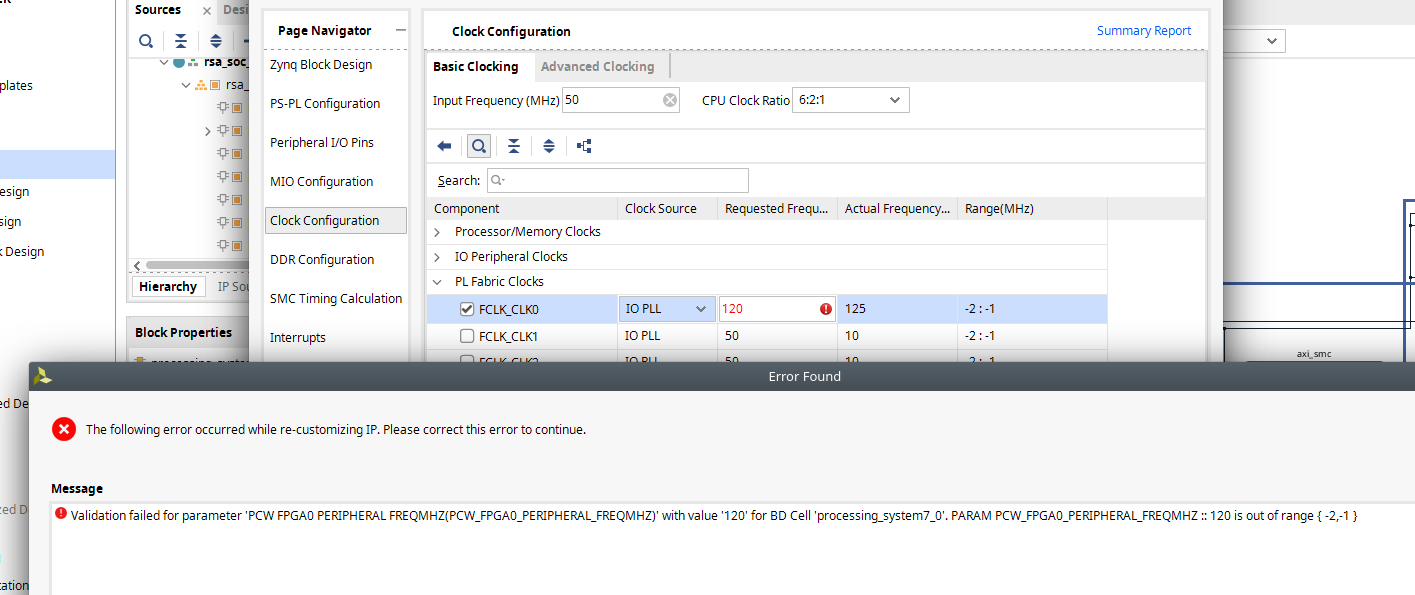 Sources
Desi
rsa_soc_
rsa_
plates
esign
sign
k Design
Hierarchy
IP Sou
Block Properties
Page Navigator
Zynq Block Design
PS-PL Configuration
Peripheral I/O Pins
MIO Configuration
Clock Configuration
DDR Configuration
SMC Timing Calculation
Interrupts
Clock Configuration
Summary Report
Basic Clocking
Advanced Clocking
Input Frequency (MHz) 50
CPU Clock Ratio 6:2:1
Search:
Component Clock Source Requested Frequ... Actual Frequency... Range(MHz)
Processor/Memory Clocks
IO Peripheral Clocks
PL Fabric Clocks
FCLK_CLK0 IO PLL 120 125 -2 : -1
FCLK_CLK1 IO PLL 50 10 -2 : -1
FCLK_CLK2 IO PLL 50 10 -2 : -1
axi_smc
ed De
zed D
tation
Error Found
The following error occurred while re-customizing IP. Please correct this error to continue.
Message
Validation failed for parameter 'PCW FPGA0 PERIPHERAL FREQMHZ(PCW_FPGA0_PERIPHERAL_FREQMHZ)' with value '120' for BD Cell 'processing_system7_0'. PARAM PCW_FPGA0_PERIPHERAL_FREQMHZ :: 120 is out of range { -2,-1 }